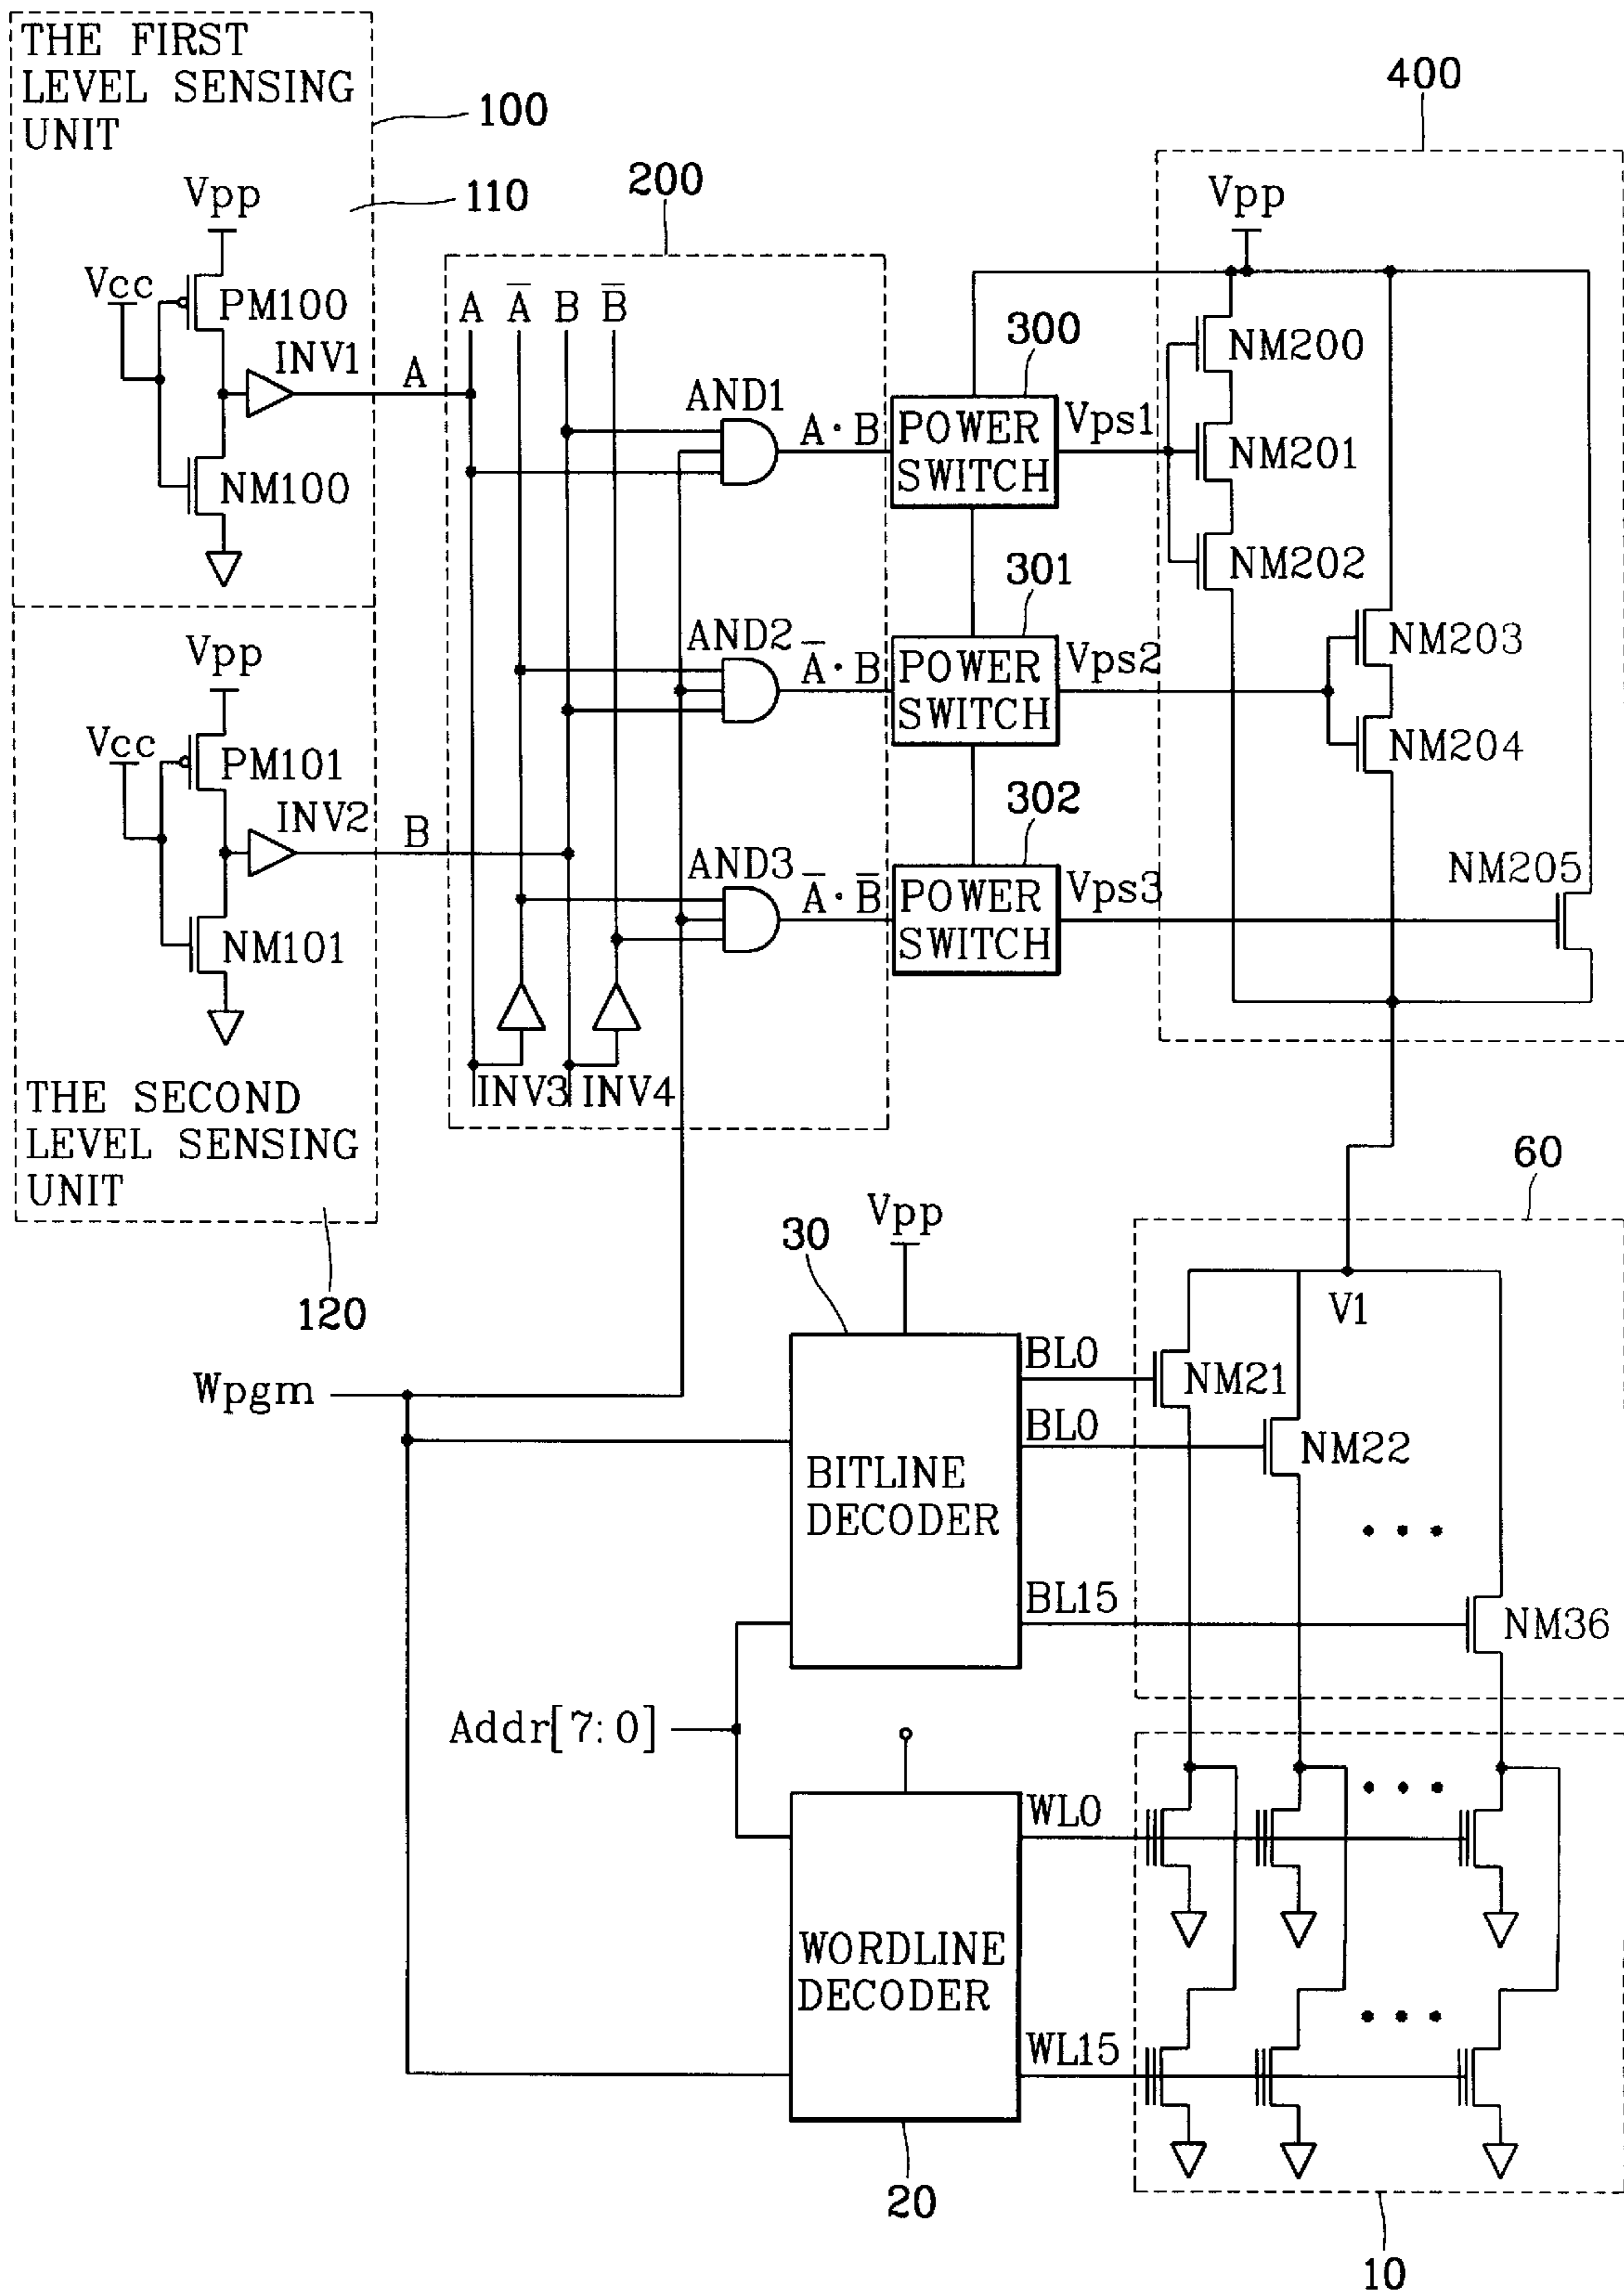 THE FIRST
LEVEL SENSING
UNIT
100
110
Vpp
Vcc
PM100
INV1
A
NM100
Vpp
Vcc
PM101
INV2
B
NM101
THE SECOND
LEVEL SENSING
UNIT
120
200
A A̅ B B̅
AND1
A·B
AND2
A̅·B
AND3
A̅·B̅
INV3
INV4
300
POWER
SWITCH
Vps1
301
POWER
SWITCH
Vps2
302
POWER
SWITCH
Vps3
400
Vpp
NM200
NM201
NM202
NM203
NM204
NM205
Wpgm
30
Vpp
BITLINE
DECODER
BL0
BL0
BL15
60
V1
NM21
NM22
• • •
NM36
Addr[7:0]
WORDLINE
DECODER
WL0
WL15
• • •
• • •
20
10